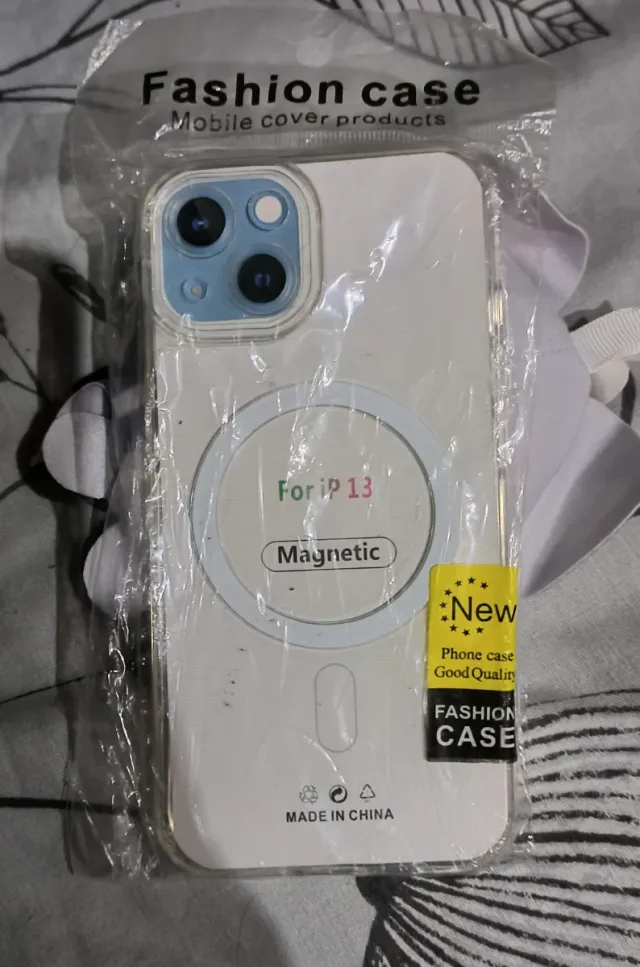 Fashion case
Mobile cover products
For iP 13
Magnetic
New
Phone case
Good Quality
FASHION
CASE
MADE IN CHINA